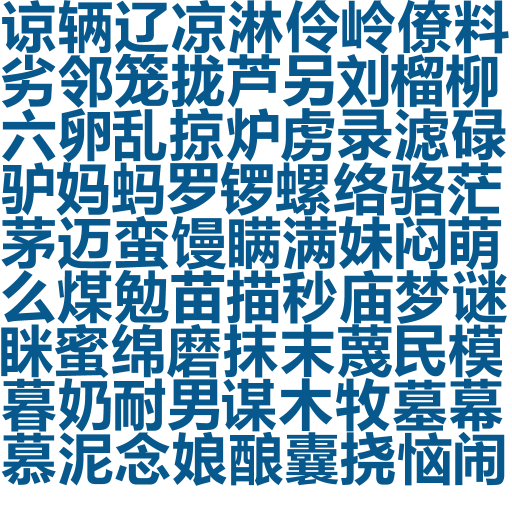 谅辆辽凉淋伶岭僚料
劣邻笼拢芦另刘榴柳
六卵乱掠炉虏录滤碌
驴妈蚂罗锣螺络骆茫
茅迈蛮馒瞒满妹闷萌
么煤勉苗描秒庙梦谜
眯蜜绵磨抹末蔑民模
暮奶耐男谋木牧墓幕
慕泥念娘酿囊挠恼闹